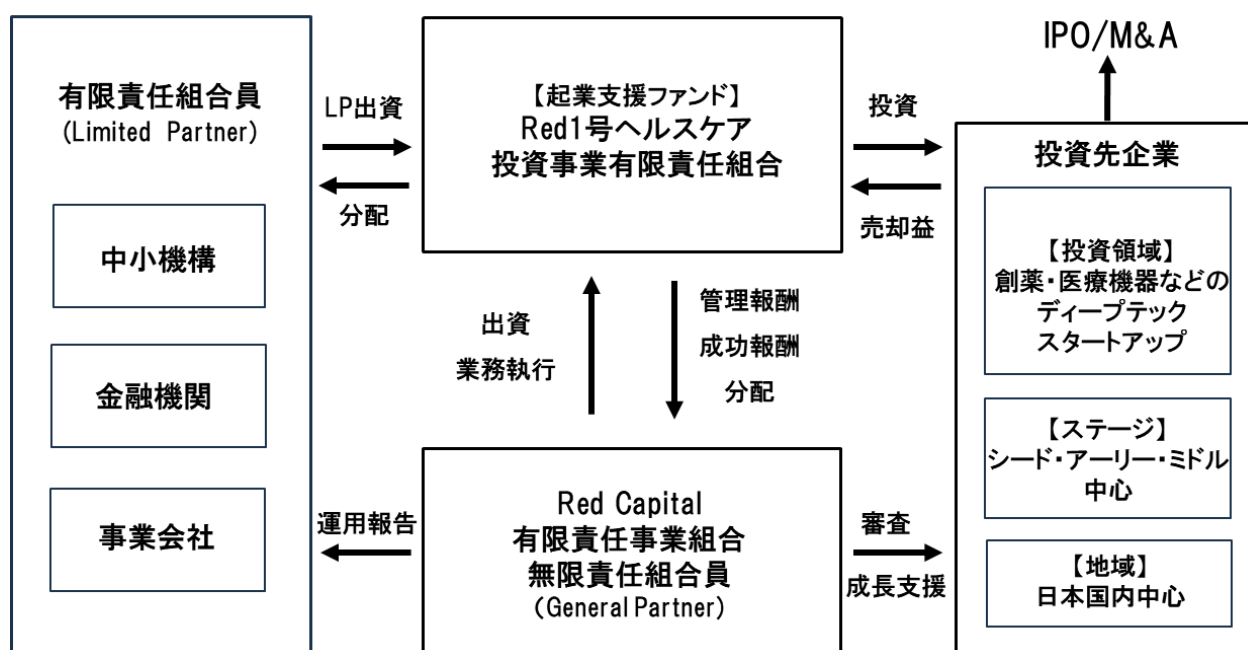 有限責任組合員
(Limited Partner)
中小機構
金融機関
事業会社
LP出資
分配
運用報告
【起業支援ファンド】
Red1号ヘルスケア
投資事業有限責任組合
出資
業務執行
管理報酬
成功報酬
分配
Red Capital
有限責任事業組合
無限責任組合員
(General Partner)
投資
売却益
審査
成長支援
IPO/M&A
投資先企業
【投資領域】
創薬・医療機器などの
ディープテック
スタートアップ
【ステージ】
シード・アーリー・ミドル
中心
【地域】
日本国内中心